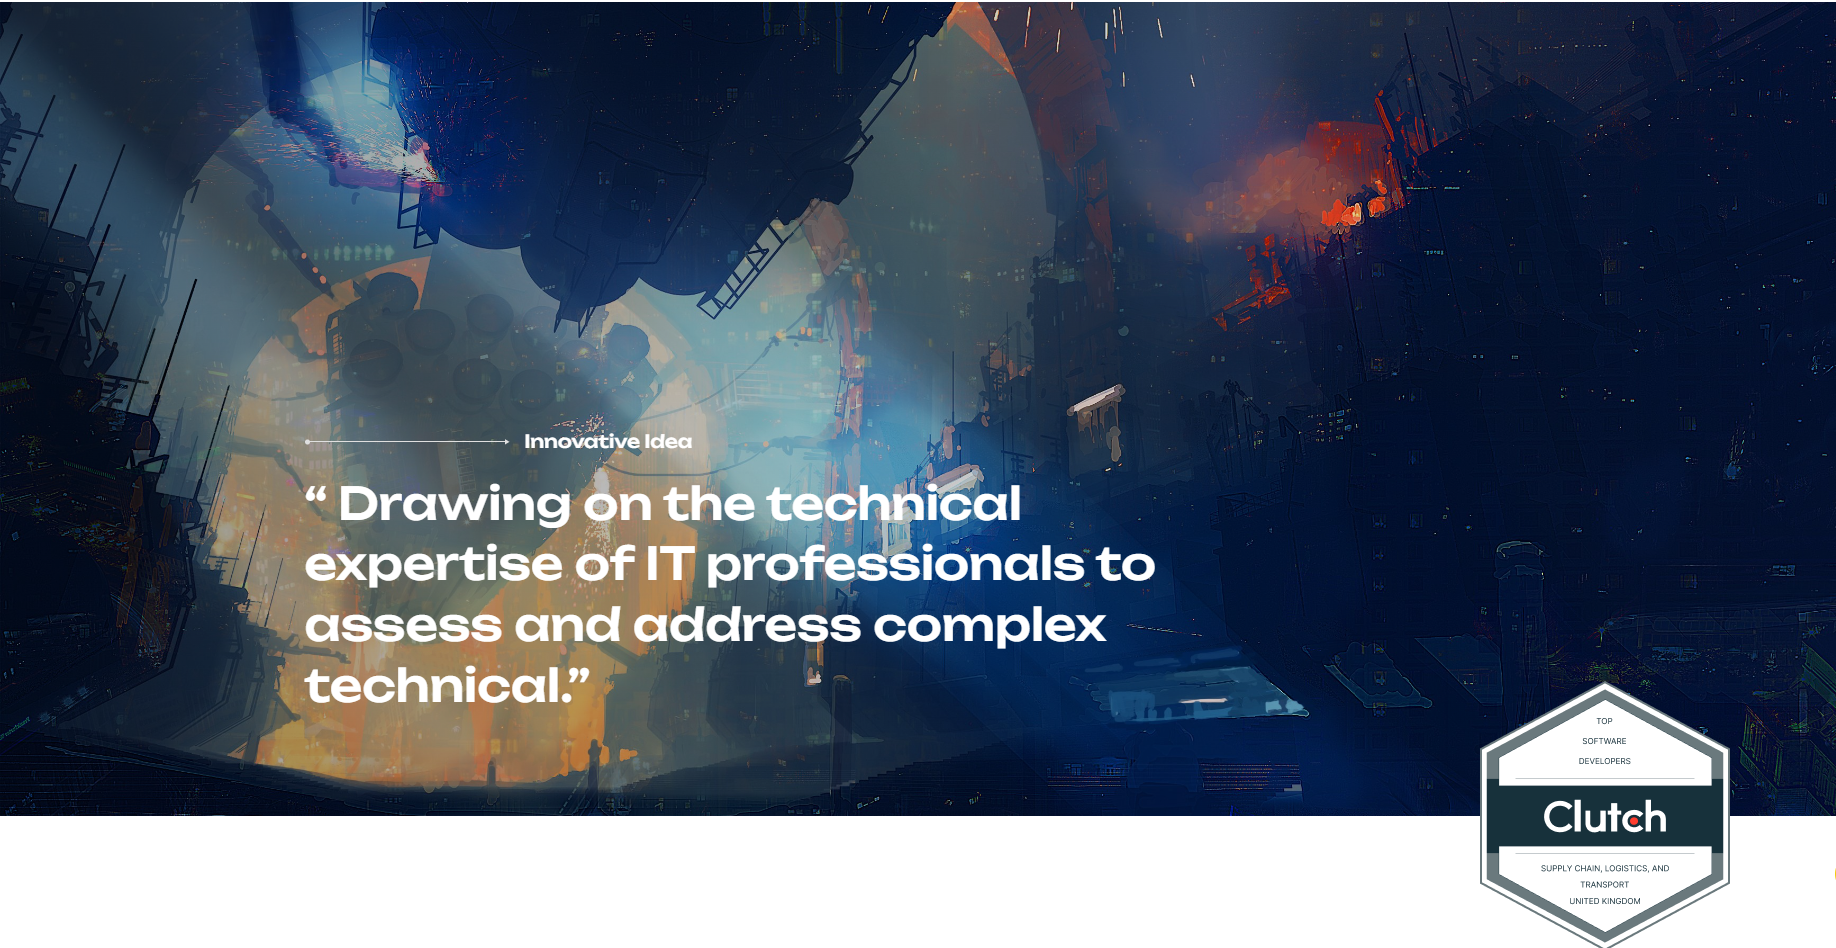 Innovative Idea
“ Drawing on the technical
expertise of IT professionals to
assess and address complex
technical.”
TOP
SOFTWARE
DEVELOPERS
Clutch
SUPPLY CHAIN, LOGISTICS, AND
TRANSPORT
UNITED KINGDOM